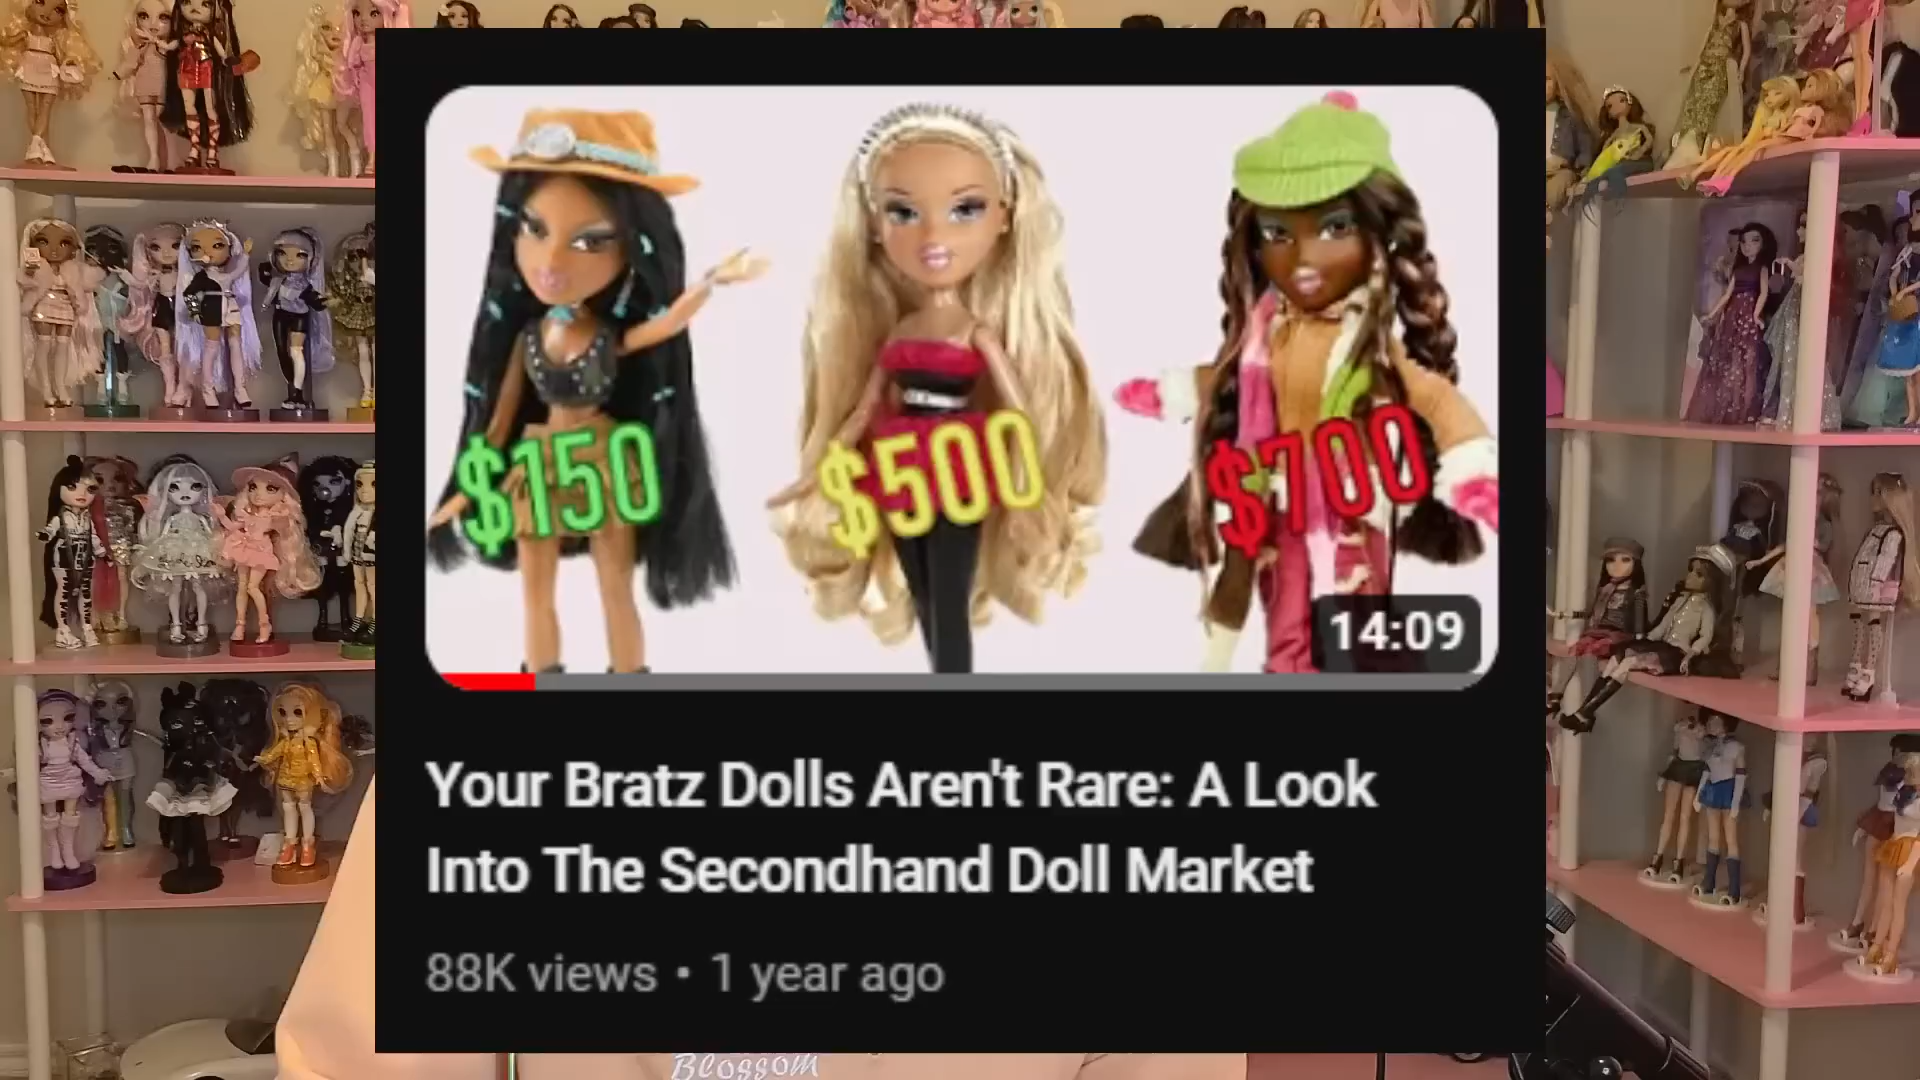 $150
$500
$700
14:09
Your Bratz Dolls Aren't Rare: A Look
Into The Secondhand Doll Market
88K views • 1 year ago
Blossom